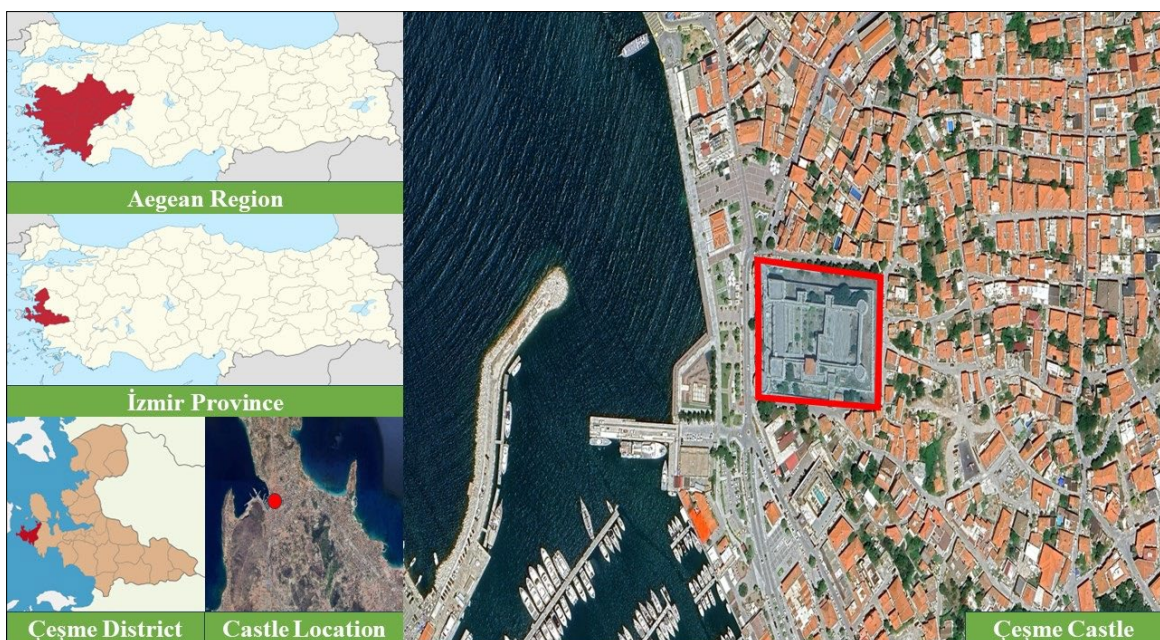 Aegean Region
İzmir Province
Çeşme District
Castle Location
Çeşme Castle